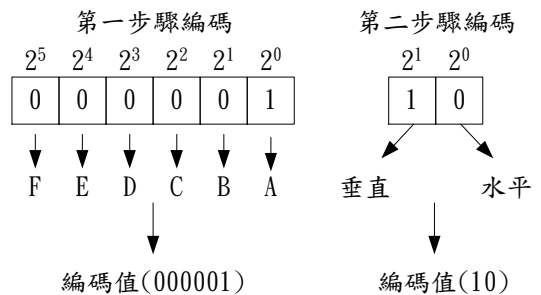 第一步驟編碼 第二步驟編碼
2⁵ 2⁴ 2³ 2² 2¹ 2⁰ 2¹ 2⁰
0 0 0 0 0 1 1 0
F E D C B A 垂直 水平
編碼值(000001) 編碼值(10)